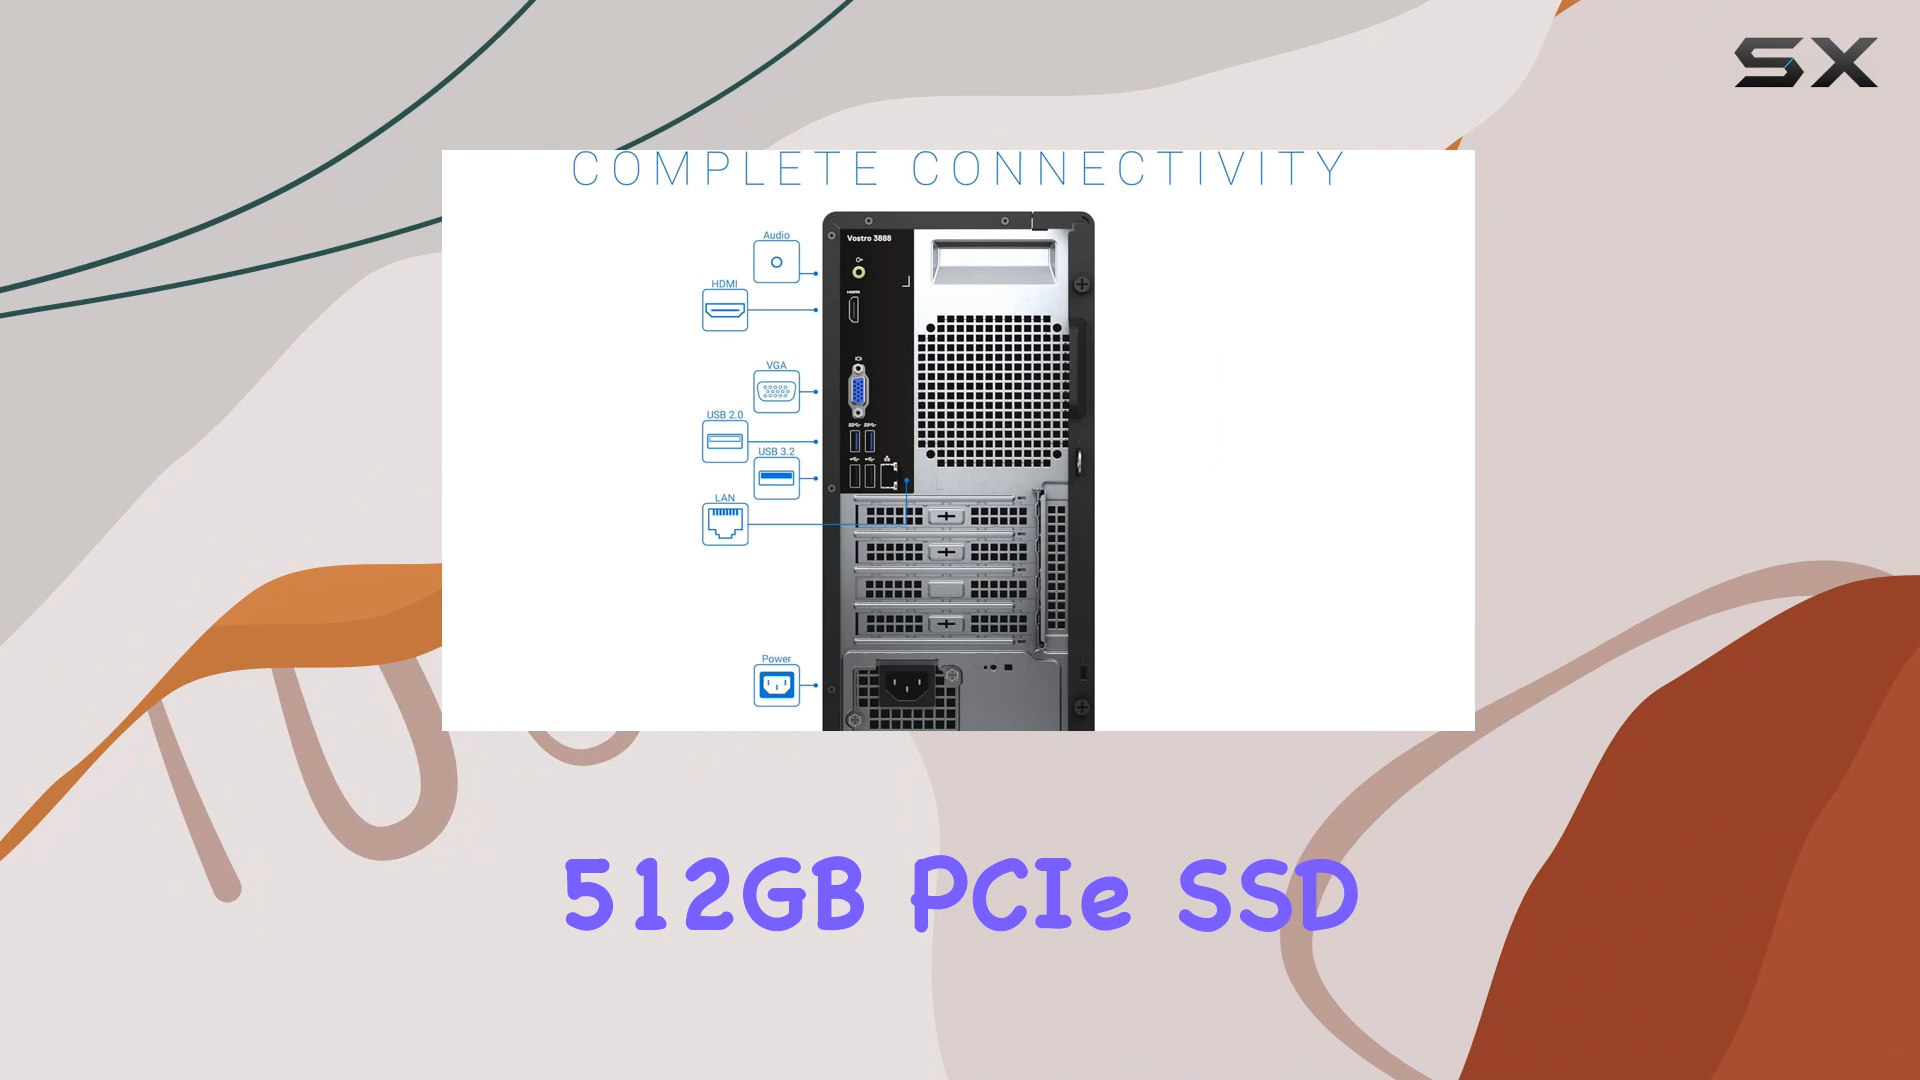 SX
COMPLETE CONNECTIVITY
Audio
Vostro 3888
HDMI
HDMI
VGA
USB 2.0
USB 3.2
LAN
Power
512GB PCIe SSD